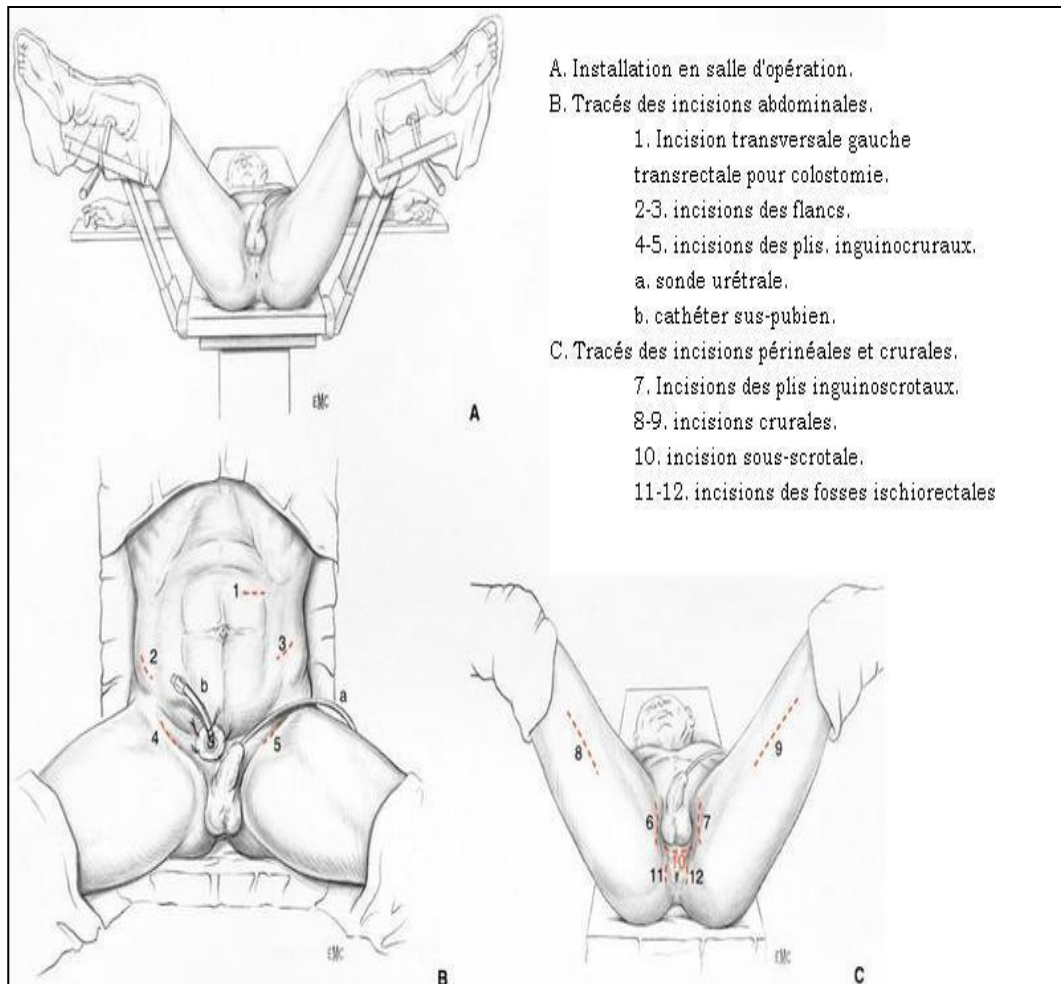 A. Installation en salle d'opération.
B. Tracés des incisions abdominales.
1. Incision transversale gauche
transrectale pour colostomie.
2-3. incisions des flancs.
4-5. incisions des plis. inguinocruraux.
a. sonde urétrale.
b. cathéter sus-pubien.
C. Tracés des incisions périnéales et crurales.
7. Incisions des plis inguinoscrotaux.
8-9. incisions crurales.
10. incision sous-scrotale.
11-12. incisions des fosses ischiorectales
EMC
A
1
2
3
b
a
4
5
EMC
B
8
9
6
7
10
11
12
EMC
C